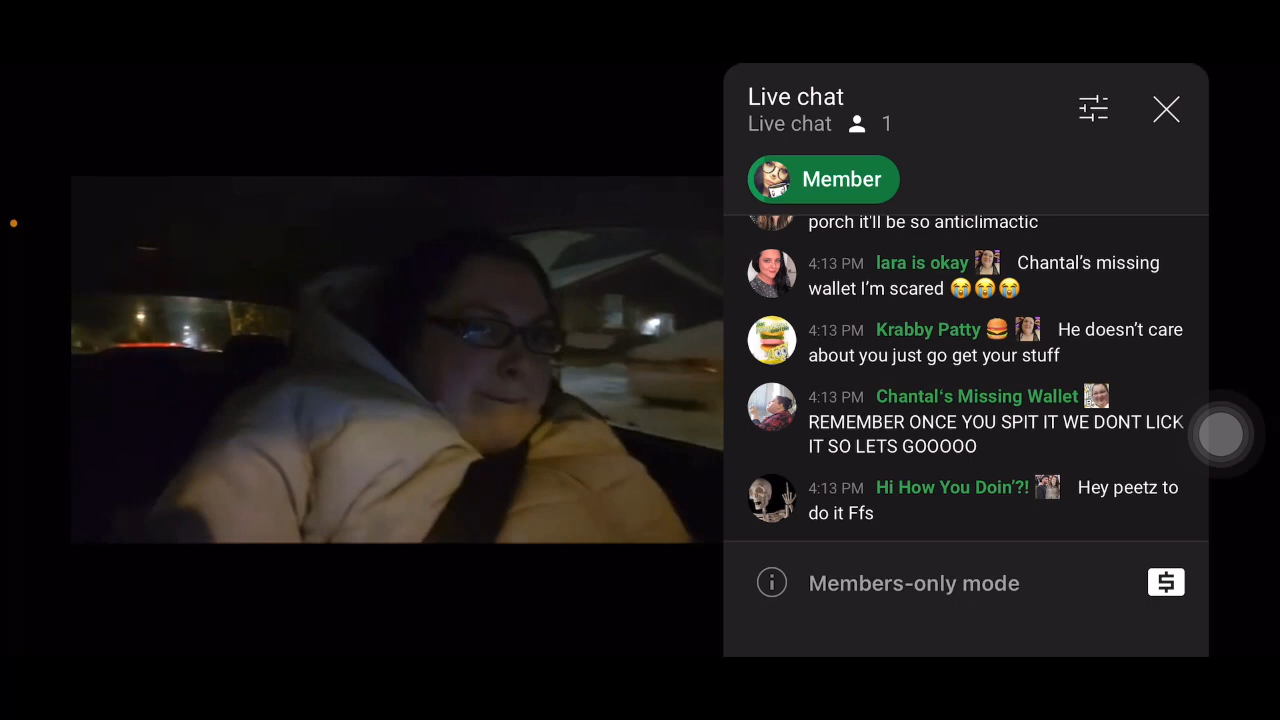 Live chat
Live chat 1
Member
porch it'll be so anticlimactic
4:13 PM lara is okay Chantal’s missing
wallet I’m scared 😭😭😭
4:13 PM Krabby Patty 🍔 He doesn’t care
about you just go get your stuff
4:13 PM Chantal‘s Missing Wallet
REMEMBER ONCE YOU SPIT IT WE DONT LICK
IT SO LETS GOOOOO
4:13 PM Hi How You Doin’?! Hey peetz to
do it Ffs
Members-only mode